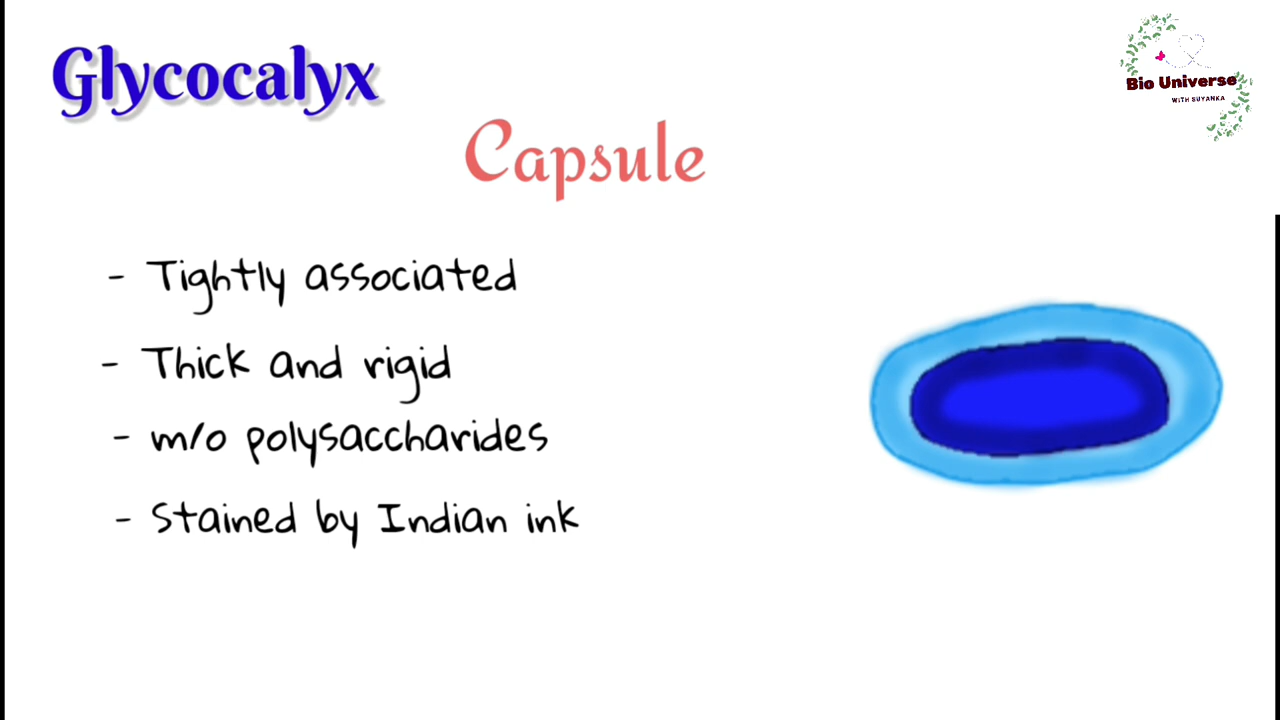 Glycocalyx
Bio Universe
WITH SUYANKA
Capsule
- Tightly associated
- Thick and rigid
- m/o polysaccharides
- Stained by Indian ink